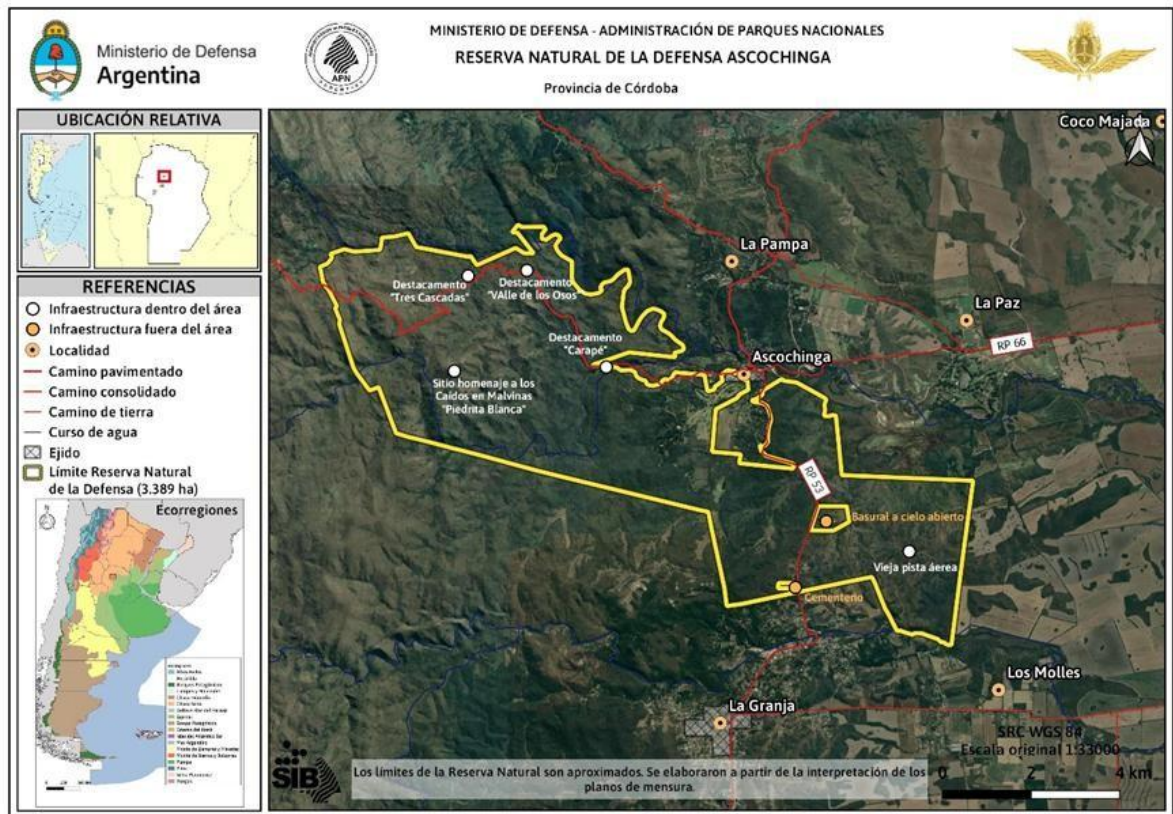 Ministerio de Defensa
Argentina
APN
MINISTERIO DE DEFENSA - ADMINISTRACIÓN DE PARQUES NACIONALES
RESERVA NATURAL DE LA DEFENSA ASCOCHINGA
Provincia de Córdoba
UBICACIÓN RELATIVA
REFERENCIAS
Infraestructura dentro del área
Infraestructura fuera del área
Localidad
Camino pavimentado
Camino consolidado
Camino de tierra
Curso de agua
Ejido
Límite Reserva Natural
de la Defensa (3.389 ha)
Ecorregiones
Coco Majada
La Pampa
La Paz
RP 66
Destacamento
"Tres Cascadas"
Destacamento
"VAlle de los Osos"
Destacamento
"Carapé"
Ascochinga
Sitio homenaje a los
Caídos en Malvinas
"Piedrita Blanca"
RP 53
Basural a cielo abierto
Vieja pista áerea
Cementerio
Los Molles
La Granja
SRC WGS 84
Escala original 1:33000
0 2 4 km
SIB
Los límites de la Reserva Natural son aproximados. Se elaboraron a partir de la interpretación de los
planos de mensura.